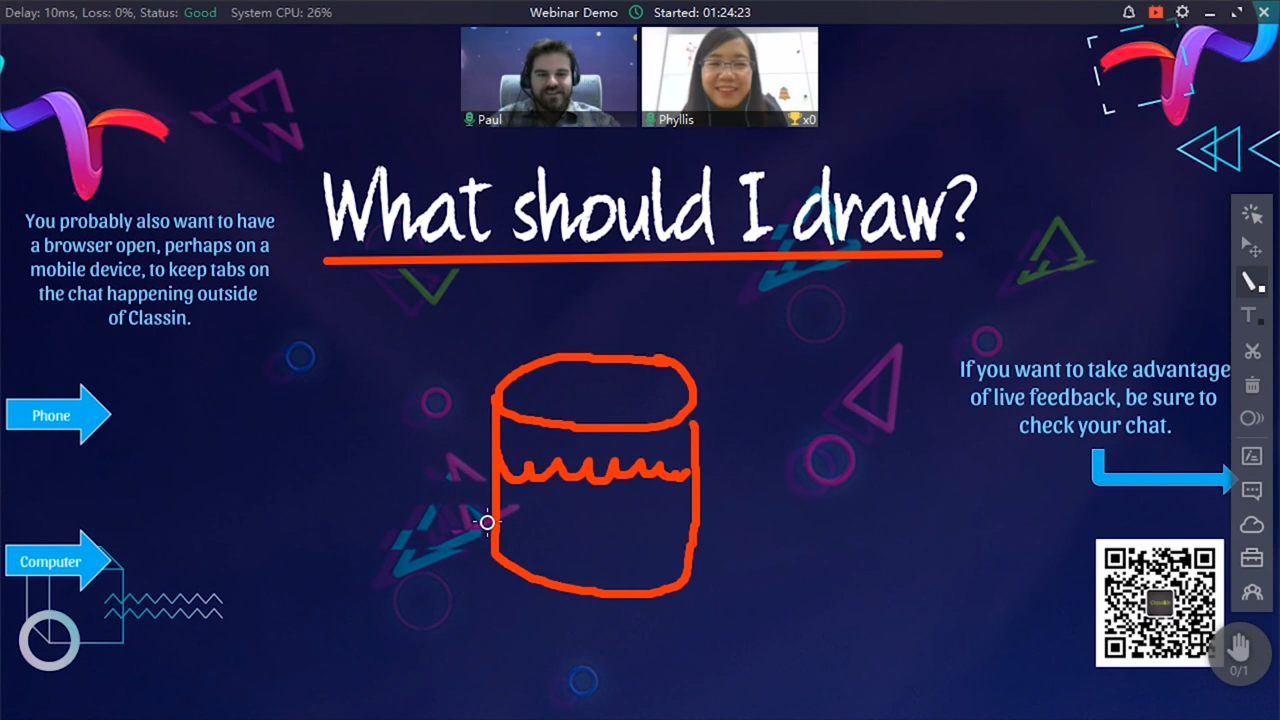 Delay: 10ms, Loss: 0%, Status: Good System CPU: 26%
Webinar Demo Started: 01:24:23
Paul
Phyllis
x0
What should I draw?
You probably also want to have
a browser open, perhaps on a
mobile device, to keep tabs on
the chat happening outside
of Classin.
Phone
Computer
If you want to take advantage
of live feedback, be sure to
check your chat.
0/1